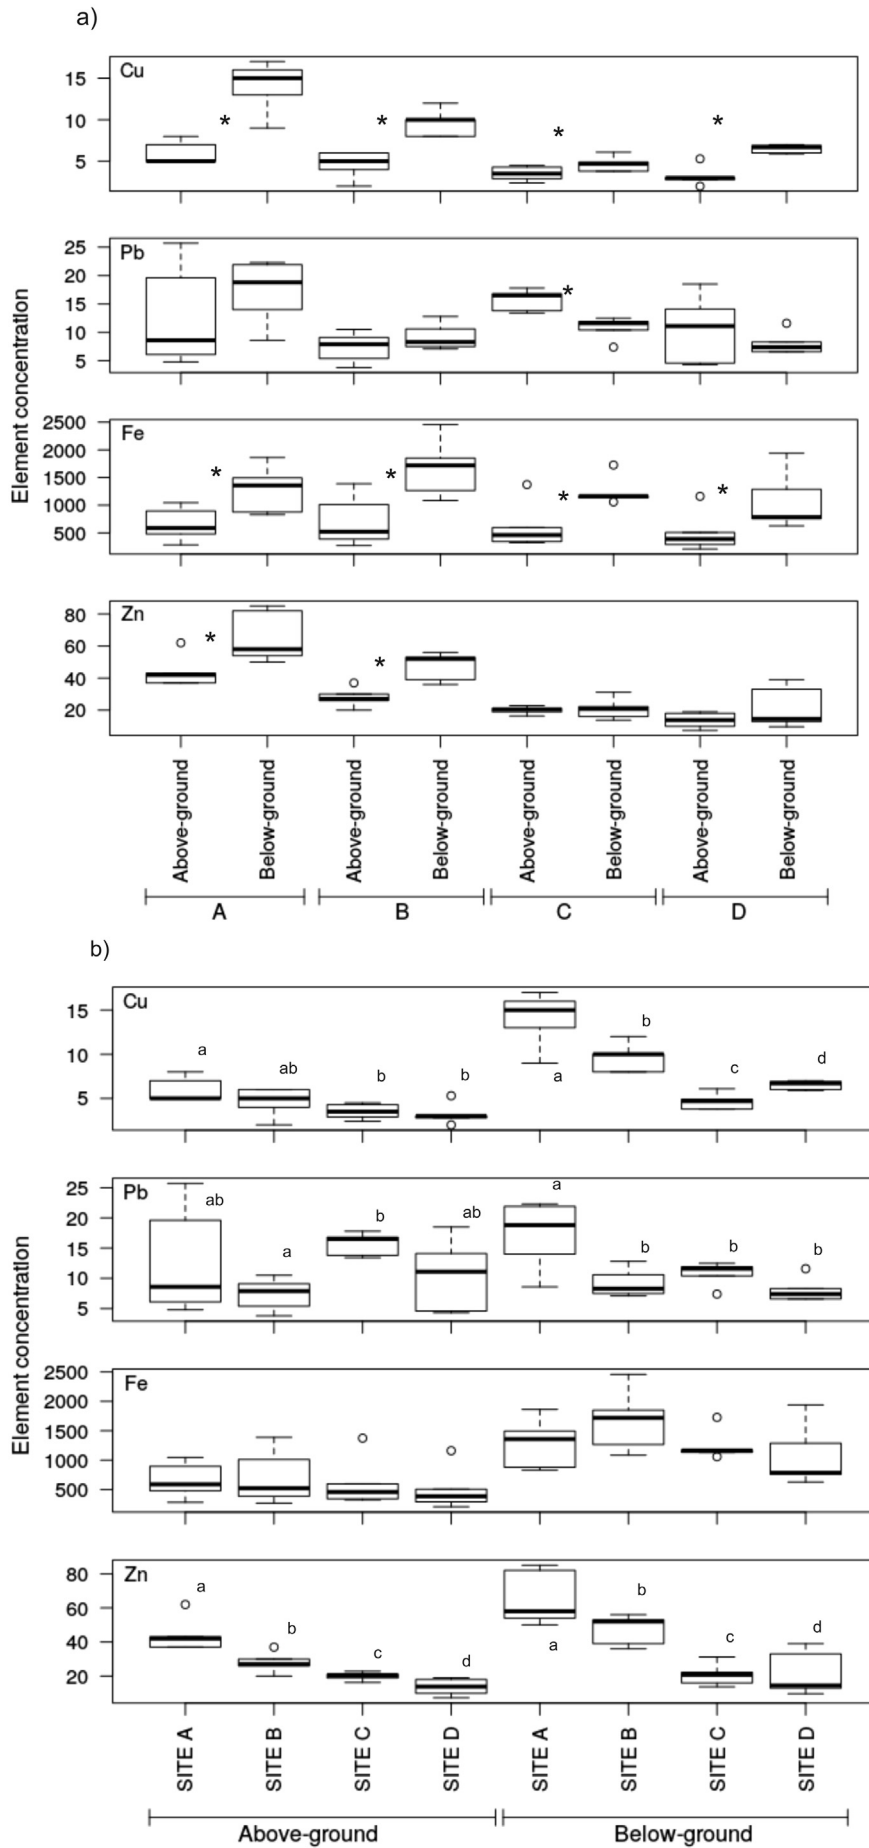 a)
Element concentration
Cu
15
10
5
* * * *
Pb
25
20
15
10
5
*
Fe
2500
2000
1500
1000
500
* * * *
Zn
80
60
40
20
* *
Above-ground Below-ground Above-ground Below-ground Above-ground Below-ground Above-ground Below-ground
A B C D
b)
Element concentration
Cu
15
10
5
a ab b b a b c d
Pb
25
20
15
10
5
ab a b ab a b b b
Fe
2500
2000
1500
1000
500
Zn
80
60
40
20
a b c d a b c d
SITE A SITE B SITE C SITE D SITE A SITE B SITE C SITE D
Above-ground Below-ground